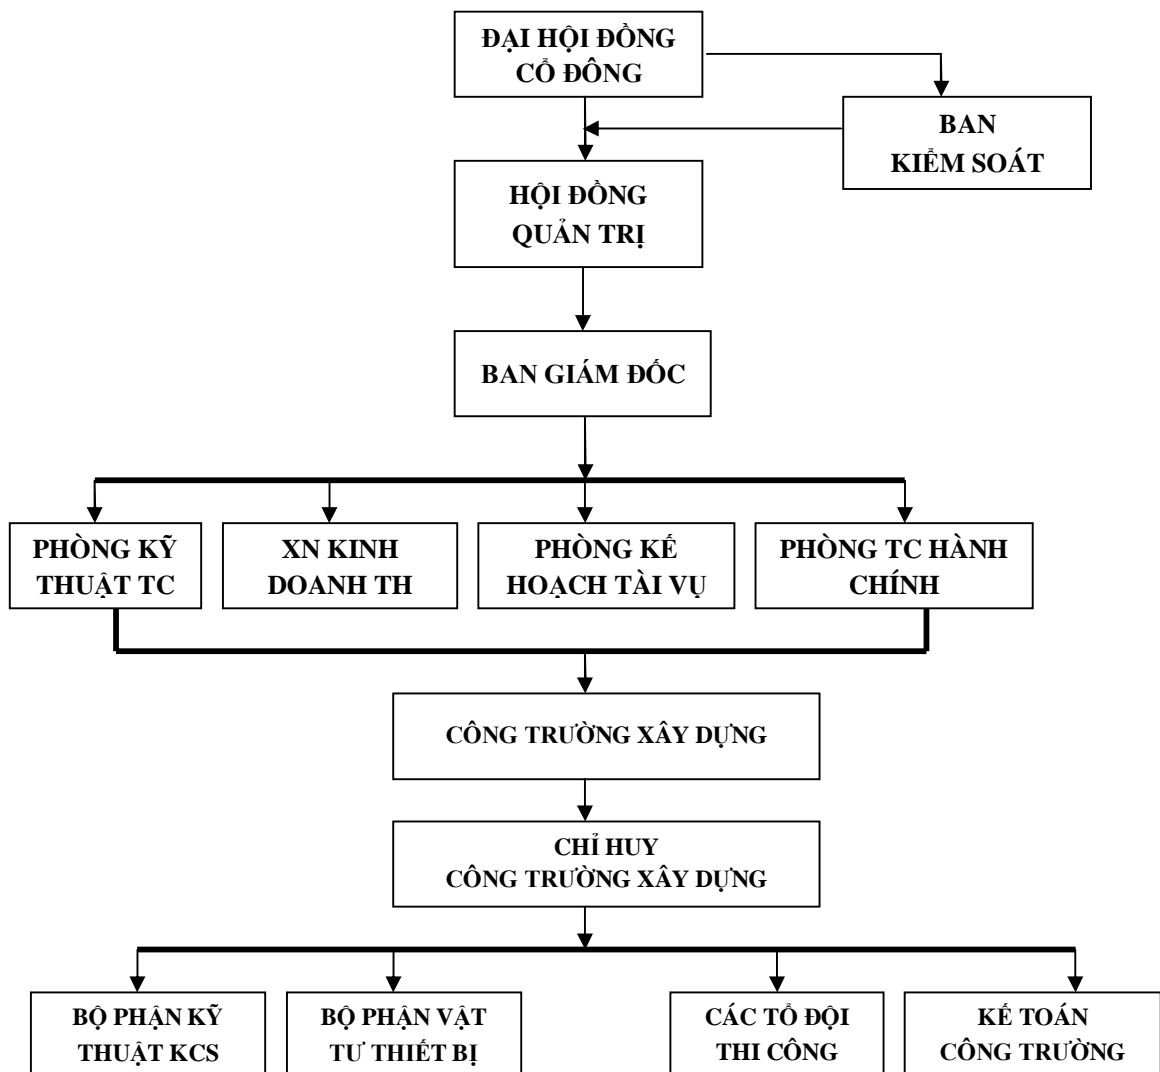 ĐẠI HỘI ĐỒNG
CỔ ĐÔNG
BAN
KIỂM SOÁT
HỘI ĐỒNG
QUẢN TRỊ
BAN GIÁM ĐỐC
PHÒNG KỸ
THUẬT TC
XN KINH
DOANH TH
PHÒNG KẾ
HOẠCH TÀI VỤ
PHÒNG TC HÀNH
CHÍNH
CÔNG TRƯỜNG XÂY DỰNG
CHỈ HUY
CÔNG TRƯỜNG XÂY DỰNG
BỘ PHẬN KỸ
THUẬT KCS
BỘ PHẬN VẬT
TƯ THIẾT BỊ
CÁC TỔ ĐỘI
THI CÔNG
KẾ TOÁN
CÔNG TRƯỜNG